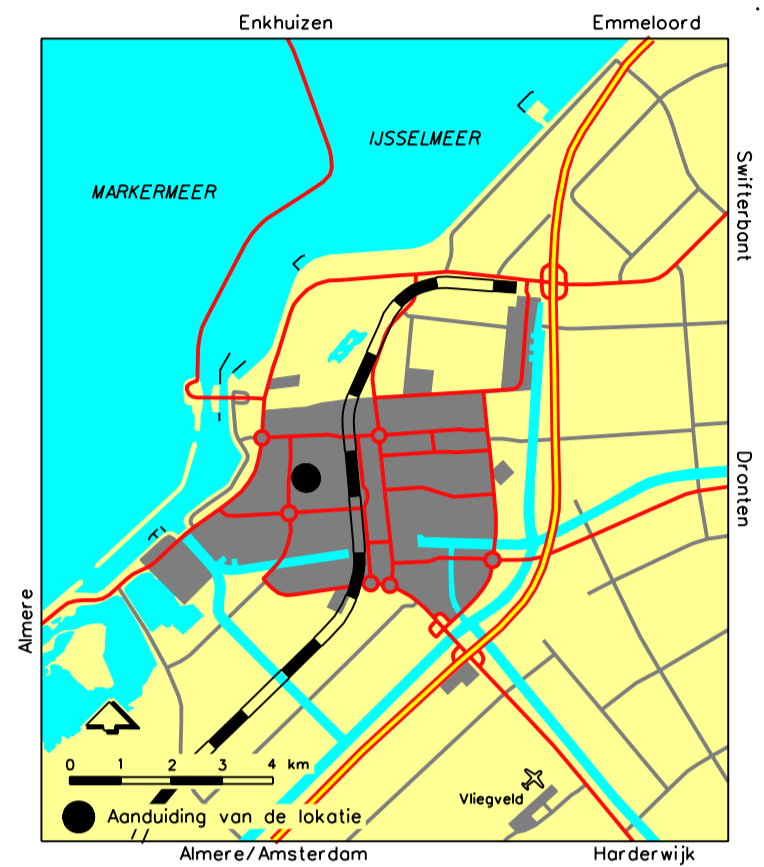 Enkhuizen
Emmeloord
IJSSELMEER
MARKERMEER
Swifterbant
Dronten
Almere
0 1 2 3 4 km
Vliegveld
Aanduiding van de lokatie
Almere/Amsterdam
Harderwijk